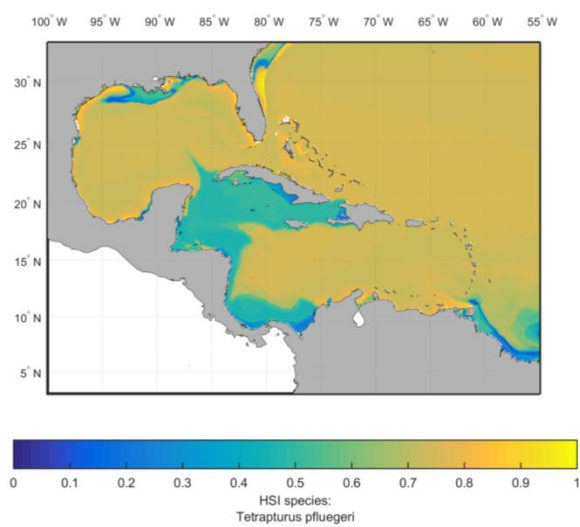 100° W 95° W 90° W 85° W 80° W 75° W 70° W 65° W 60° W 55° W
30° N
25° N
20° N
15° N
10° N
5° N
0 0.1 0.2 0.3 0.4 0.5 0.6 0.7 0.8 0.9 1
HSI species:
Tetrapturus pfluegeri